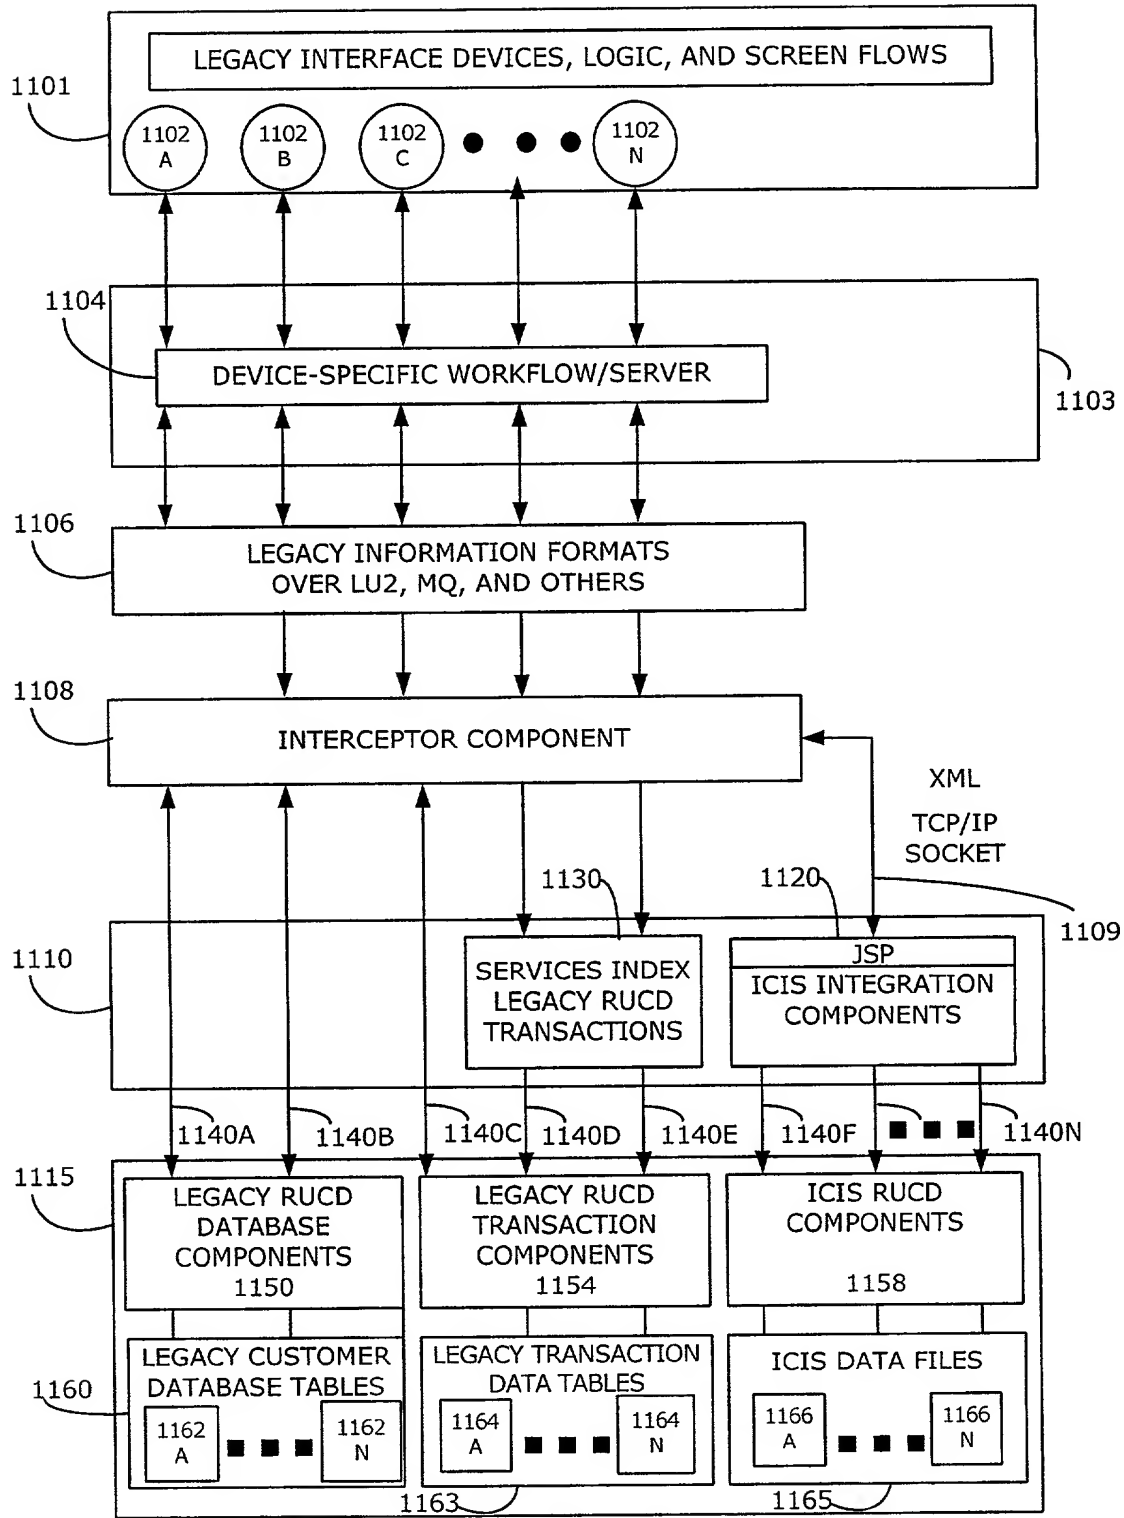 LEGACY INTERFACE DEVICES, LOGIC, AND SCREEN FLOWS
1101
1102
A
1102
B
1102
C
1102
N
1104
DEVICE-SPECIFIC WORKFLOW/SERVER
1103
1106
LEGACY INFORMATION FORMATS
OVER LU2, MQ, AND OTHERS
1108
INTERCEPTOR COMPONENT
XML
TCP/IP
SOCKET
1109
1130
1120
1110
SERVICES INDEX
LEGACY RUCD
TRANSACTIONS
JSP
ICIS INTEGRATION
COMPONENTS
1140A
1140B
1140C
1140D
1140E
1140F
1140N
1115
LEGACY RUCD
DATABASE
COMPONENTS
1150
LEGACY RUCD
TRANSACTION
COMPONENTS
1154
ICIS RUCD
COMPONENTS
1158
1160
LEGACY CUSTOMER
DATABASE TABLES
1162
A
1162
N
LEGACY TRANSACTION
DATA TABLES
1164
A
1164
N
ICIS DATA FILES
1166
A
1166
N
1163
1165